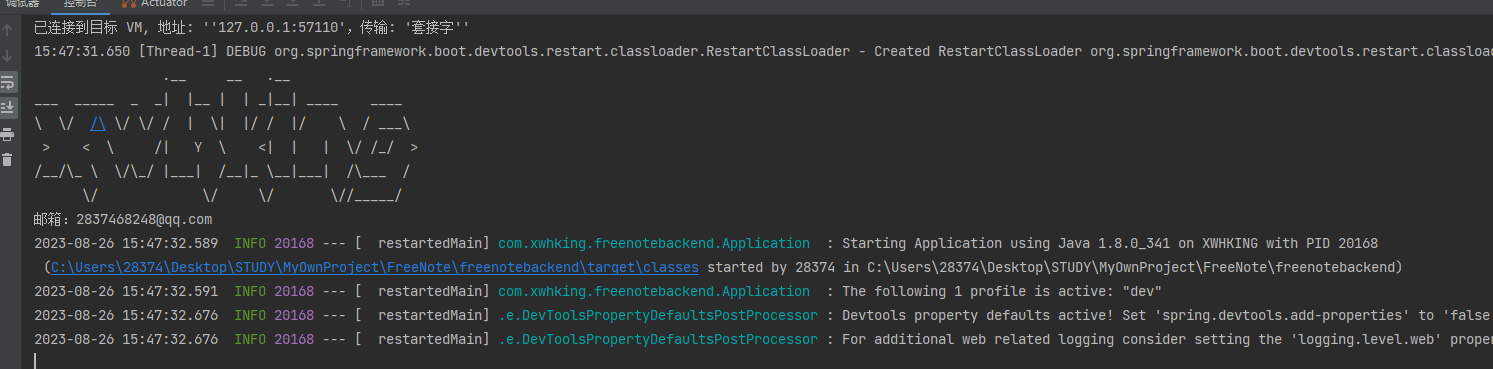 调试器 控制台 Actuator
已连接到目标 VM, 地址: ''127.0.0.1:57110'，传输: '套接字''
15:47:31.650 [Thread-1] DEBUG org.springframework.boot.devtools.restart.classloader.RestartClassLoader - Created RestartClassLoader org.springframework.boot.devtools.restart.classloa
                .__      __   .__
___  _____  _  _|  |__ |  | _|__| ____    ____
\  \/  /\ \/ \/ /  |  \|  |/ /  |/    \  / ___\
 >    <  \     /|   Y  \    <|  |   |  \/ /_/  >
/__/\_ \  \/\_/ |___|  /__|_ \__|___|  /\___  /
      \/             \/     \/       \//_____/
邮箱：2837468248@qq.com
2023-08-26 15:47:32.589  INFO 20168 --- [  restartedMain] com.xwhking.freenotebackend.Application  : Starting Application using Java 1.8.0_341 on XWHKING with PID 20168
(C:\Users\28374\Desktop\STUDY\MyOwnProject\FreeNote\freenotebackend\target\classes started by 28374 in C:\Users\28374\Desktop\STUDY\MyOwnProject\FreeNote\freenotebackend)
2023-08-26 15:47:32.591  INFO 20168 --- [  restartedMain] com.xwhking.freenotebackend.Application  : The following 1 profile is active: "dev"
2023-08-26 15:47:32.676  INFO 20168 --- [  restartedMain] .e.DevToolsPropertyDefaultsPostProcessor : Devtools property defaults active! Set 'spring.devtools.add-properties' to 'false
2023-08-26 15:47:32.676  INFO 20168 --- [  restartedMain] .e.DevToolsPropertyDefaultsPostProcessor : For additional web related logging consider setting the 'logging.level.web' prope